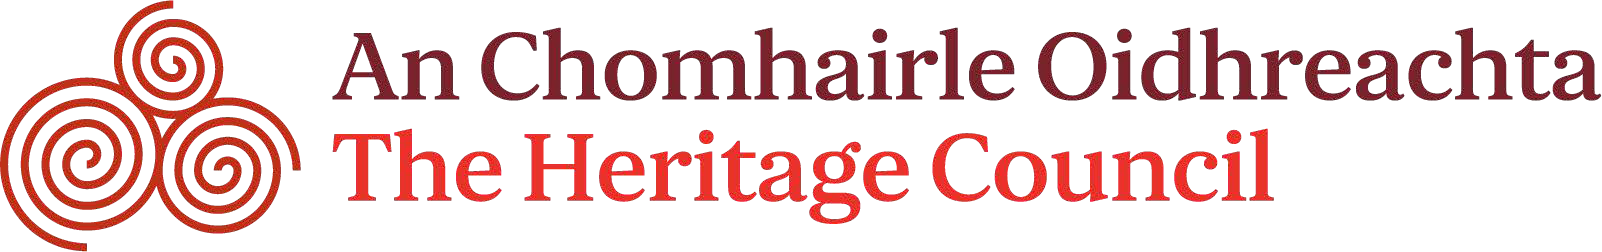 An Chomhairle Oidhreachta
The Heritage Council